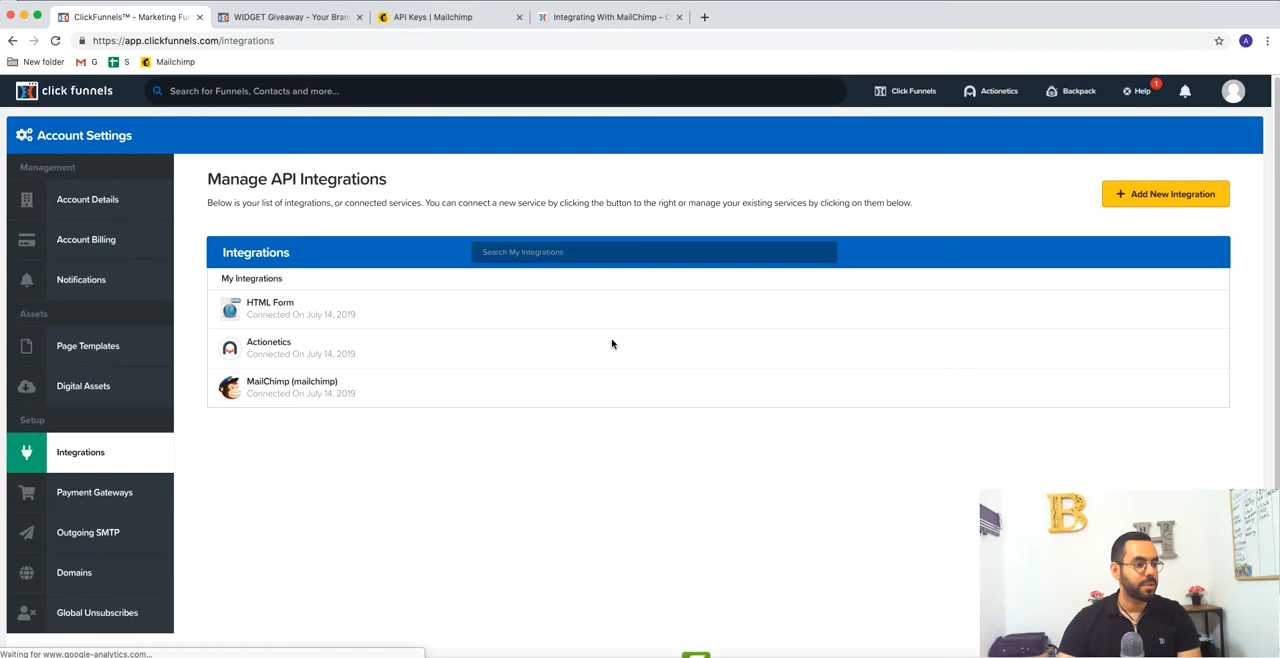 ClickFunnels™ - Marketing Fu
WIDGET Giveaway - Your Bran
API Keys | Mailchimp
Integrating With MailChimp – C
https://app.clickfunnels.com/integrations
A
New folder
G
S
Mailchimp
click funnels
Search for Funnels, Contacts and more...
Click Funnels
Actionetics
Backpack
Help
1
Account Settings
Management
Account Details
Account Billing
Notifications
Assets
Page Templates
Digital Assets
Setup
Integrations
Payment Gateways
Outgoing SMTP
Domains
Global Unsubscribes
Manage API Integrations
+ Add New Integration
Below is your list of integrations, or connected services. You can connect a new service by clicking the button to the right or manage your existing services by clicking on them below.
Integrations
Search My Integrations
My Integrations
HTML Form
Connected On July 14, 2019
Actionetics
Connected On July 14, 2019
MailChimp (mailchimp)
Connected On July 14, 2019
B
H
Waiting for www.google-analytics.com...